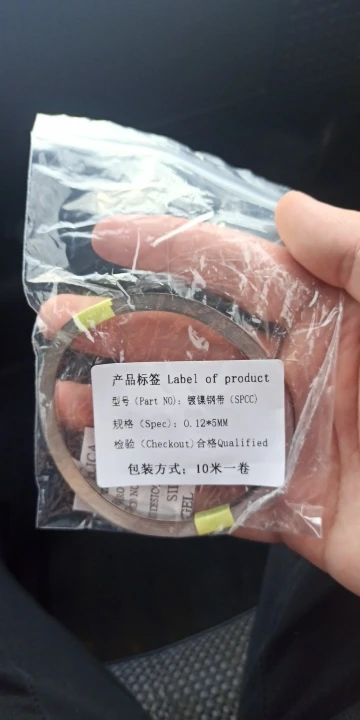 产品标签 Label of product
型号(Part NO): 镀镍钢带(SPCC)
规格(Spec): 0.12*5MM
检验(Checkout)合格Qualified
包装方式: 10米一卷
SILICA
GEL